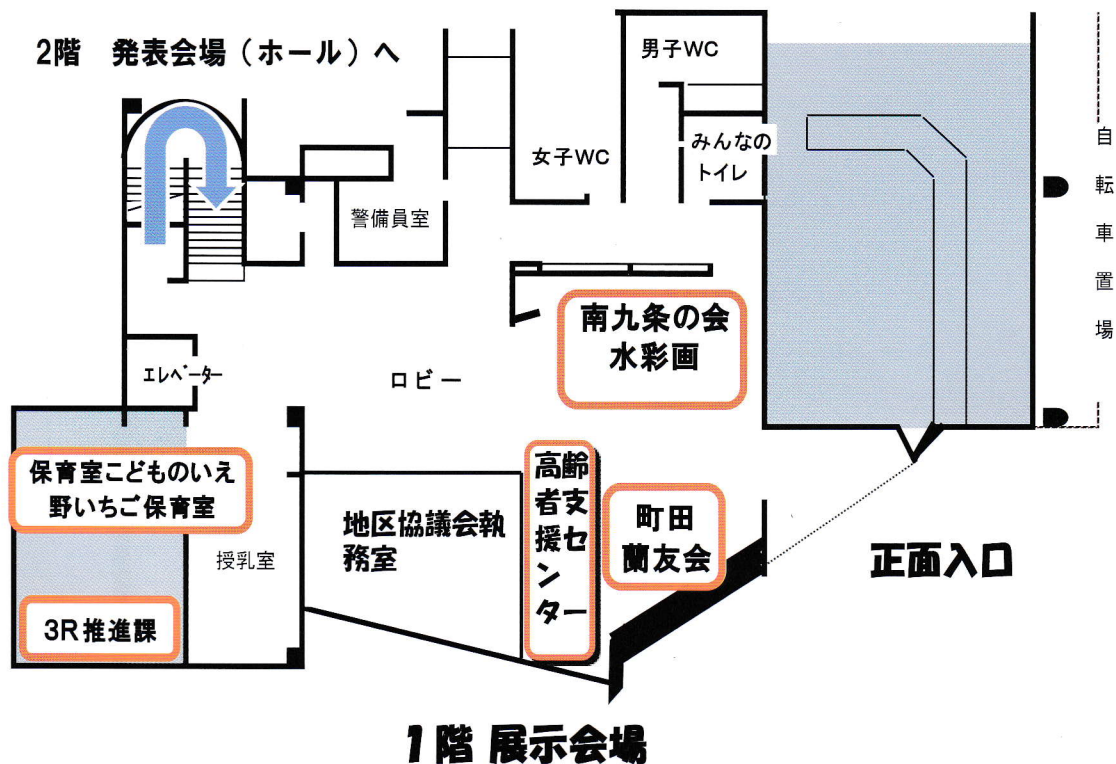 2階 発表会場（ホール）へ
男子WC
みんなの
トイレ
女子WC
警備員室
自転車置場
南九条の会
水彩画
エレベーター
ロビー
保育室こどものいえ
野いちご保育室
授乳室
3R推進課
地区協議会執
務室
高齢
者支
援セ
ンター
町田
蘭友会
正面入口
1階 展示会場